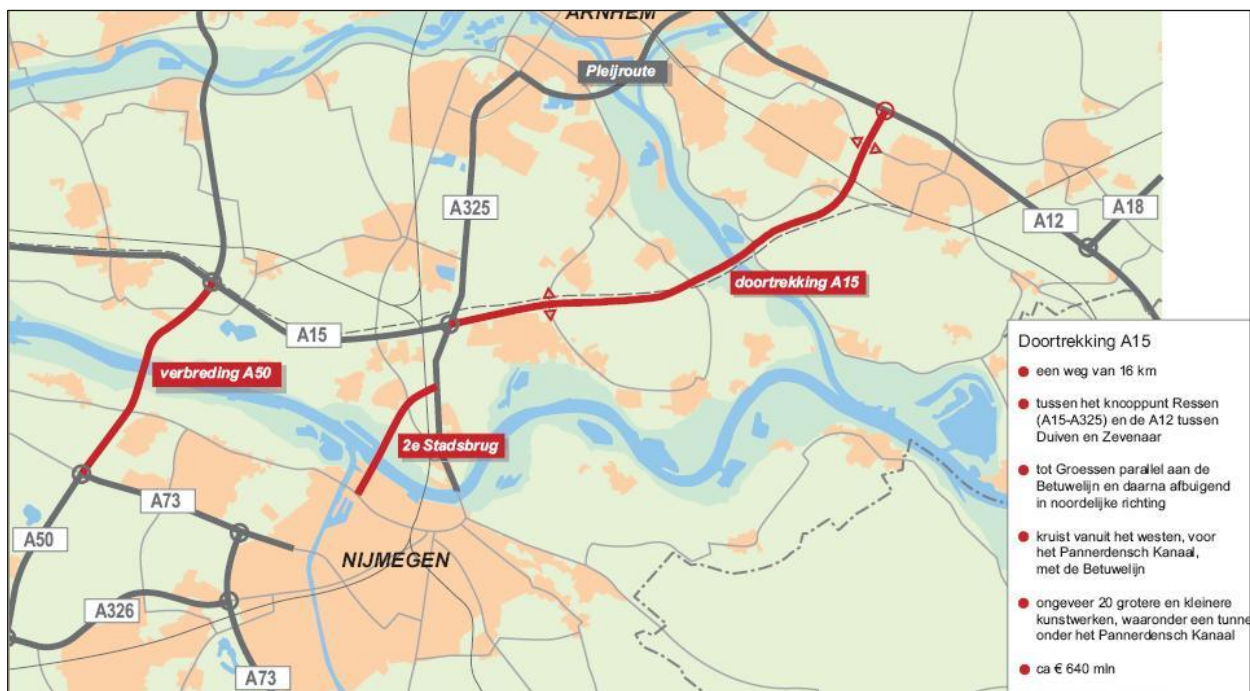 ARNHEM
Pleijroute
A325
A12
A18
doortrekking A15
A15
verbreding A50
2e Stadsbrug
A73
A50
NIJMEGEN
A326
A73
Doortrekking A15
een weg van 16 km
tussen het knooppunt Ressen
(A15-A325) en de A12 tussen
Duiven en Zevenaar
tot Groessen parallel aan de
Betuwelijn en daarna afbuigend
in noordelijke richting
kruist vanuit het westen, voor
het Pannerdensch Kanaal,
met de Betuwelijn
ongeveer 20 grotere en kleinere
kunstwerken, waaronder een tunne
onder het Pannerdensch Kanaal
ca € 640 mln